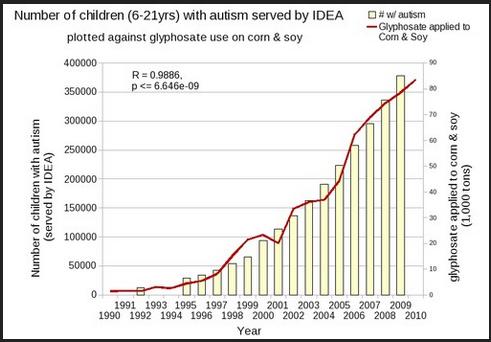 Number of children (6-21yrs) with autism served by IDEA
plotted against glyphosate use on corn & soy
# w/ autism
Glyphosate applied to
Corn & Soy
R = 0.9886,
p <= 6.646e-09
Number of children with autism
(served by IDEA)
400000
350000
300000
250000
200000
150000
100000
50000
0
90
80
70
60
50
40
30
20
10
0
glyphosate applied to corn & soy
(1,000 tons)
1991 1993 1995 1997 1999 2001 2003 2005 2007 2009
1990 1992 1994 1996 1998 2000 2002 2004 2006 2008 2010
Year